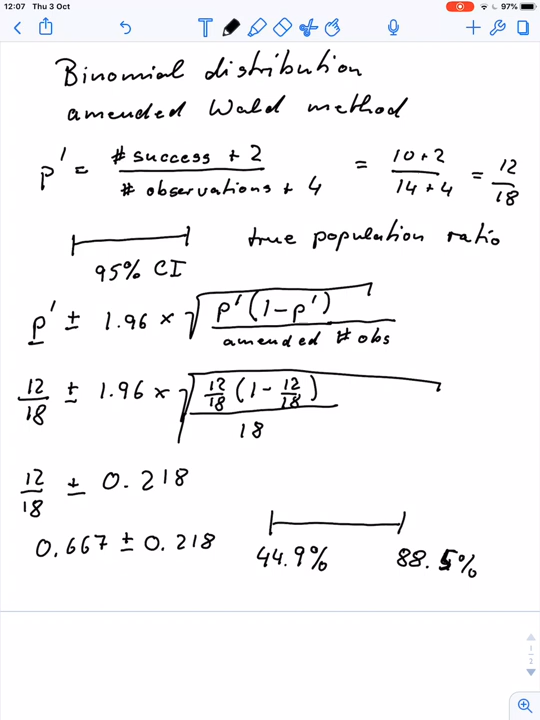 12:07 Thu 3 Oct 97%
Binomial distribution
amended Wald method
p' = # success + 2 / # observations + 4 = 10 + 2 / 14 + 4 = 12 / 18
95% CI true population ratio
p' ± 1.96 × √ p'(1 - p') / amended # obs
12/18 ± 1.96 × √ 12/18 (1 - 12/18) / 18
12/18 ± 0.218
0.667 ± 0.218
44.9% 88.5%
1
2